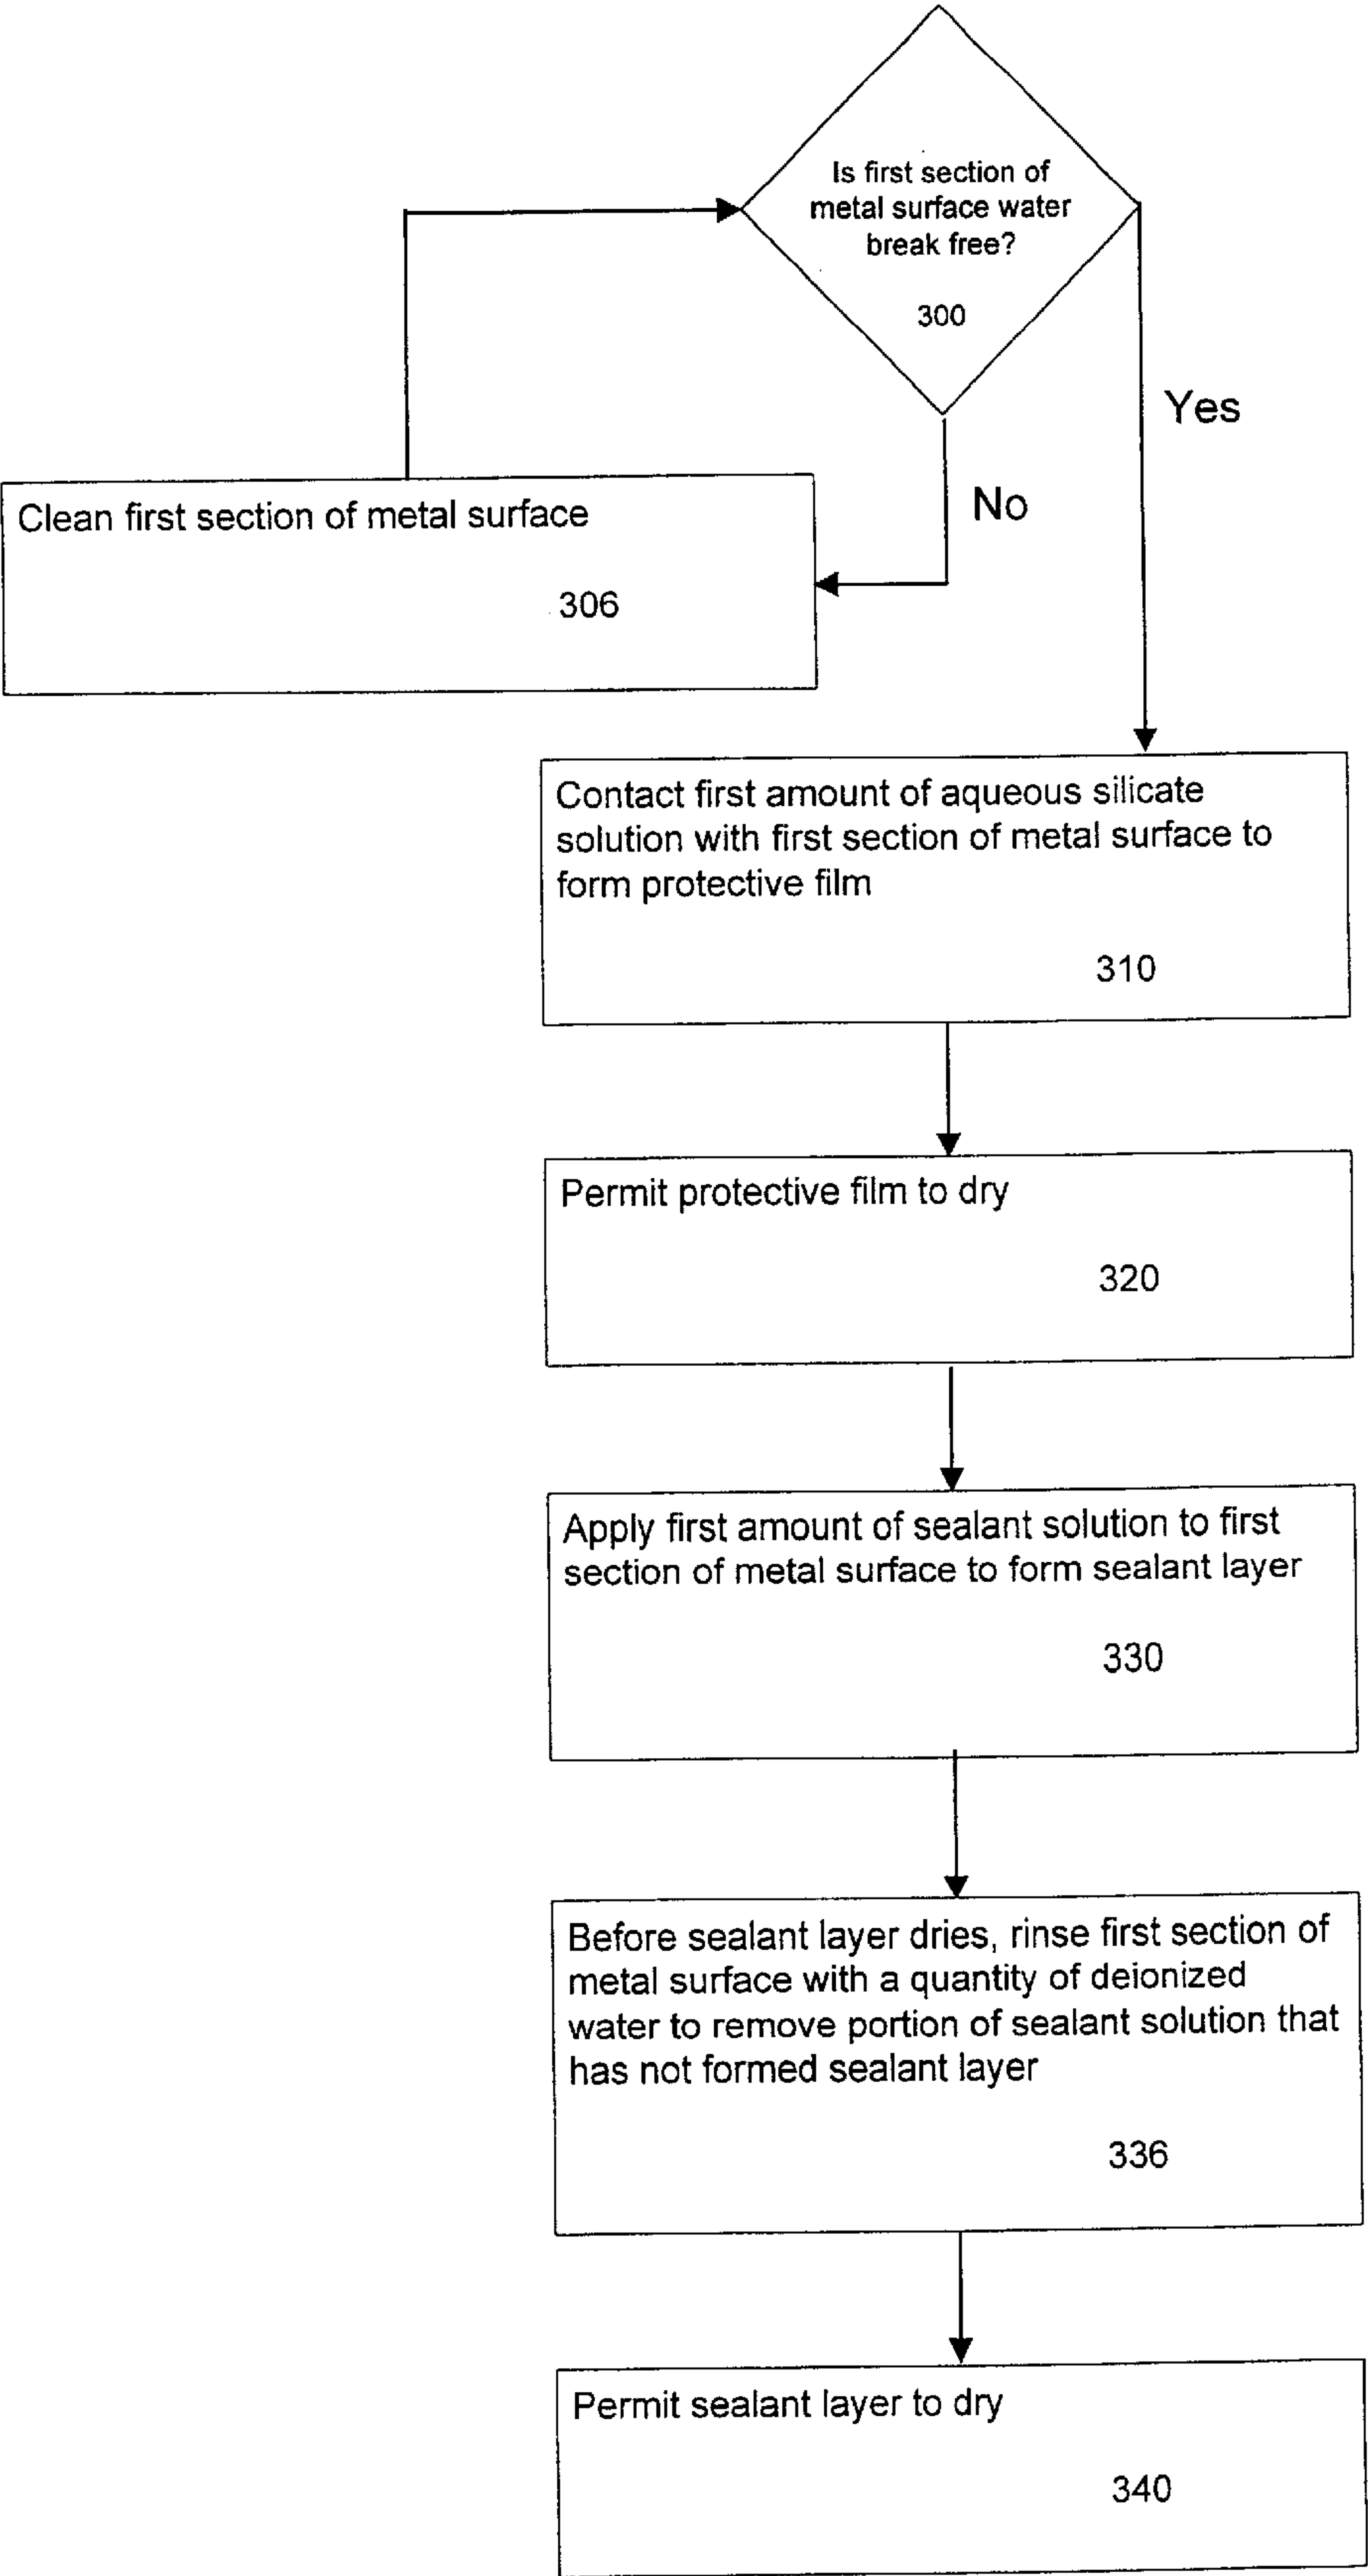 Is first section of
metal surface water
break free?
300
Yes
No
Clean first section of metal surface
306
Contact first amount of aqueous silicate
solution with first section of metal surface to
form protective film
310
Permit protective film to dry
320
Apply first amount of sealant solution to first
section of metal surface to form sealant layer
330
Before sealant layer dries, rinse first section of
metal surface with a quantity of deionized
water to remove portion of sealant solution that
has not formed sealant layer
336
Permit sealant layer to dry
340